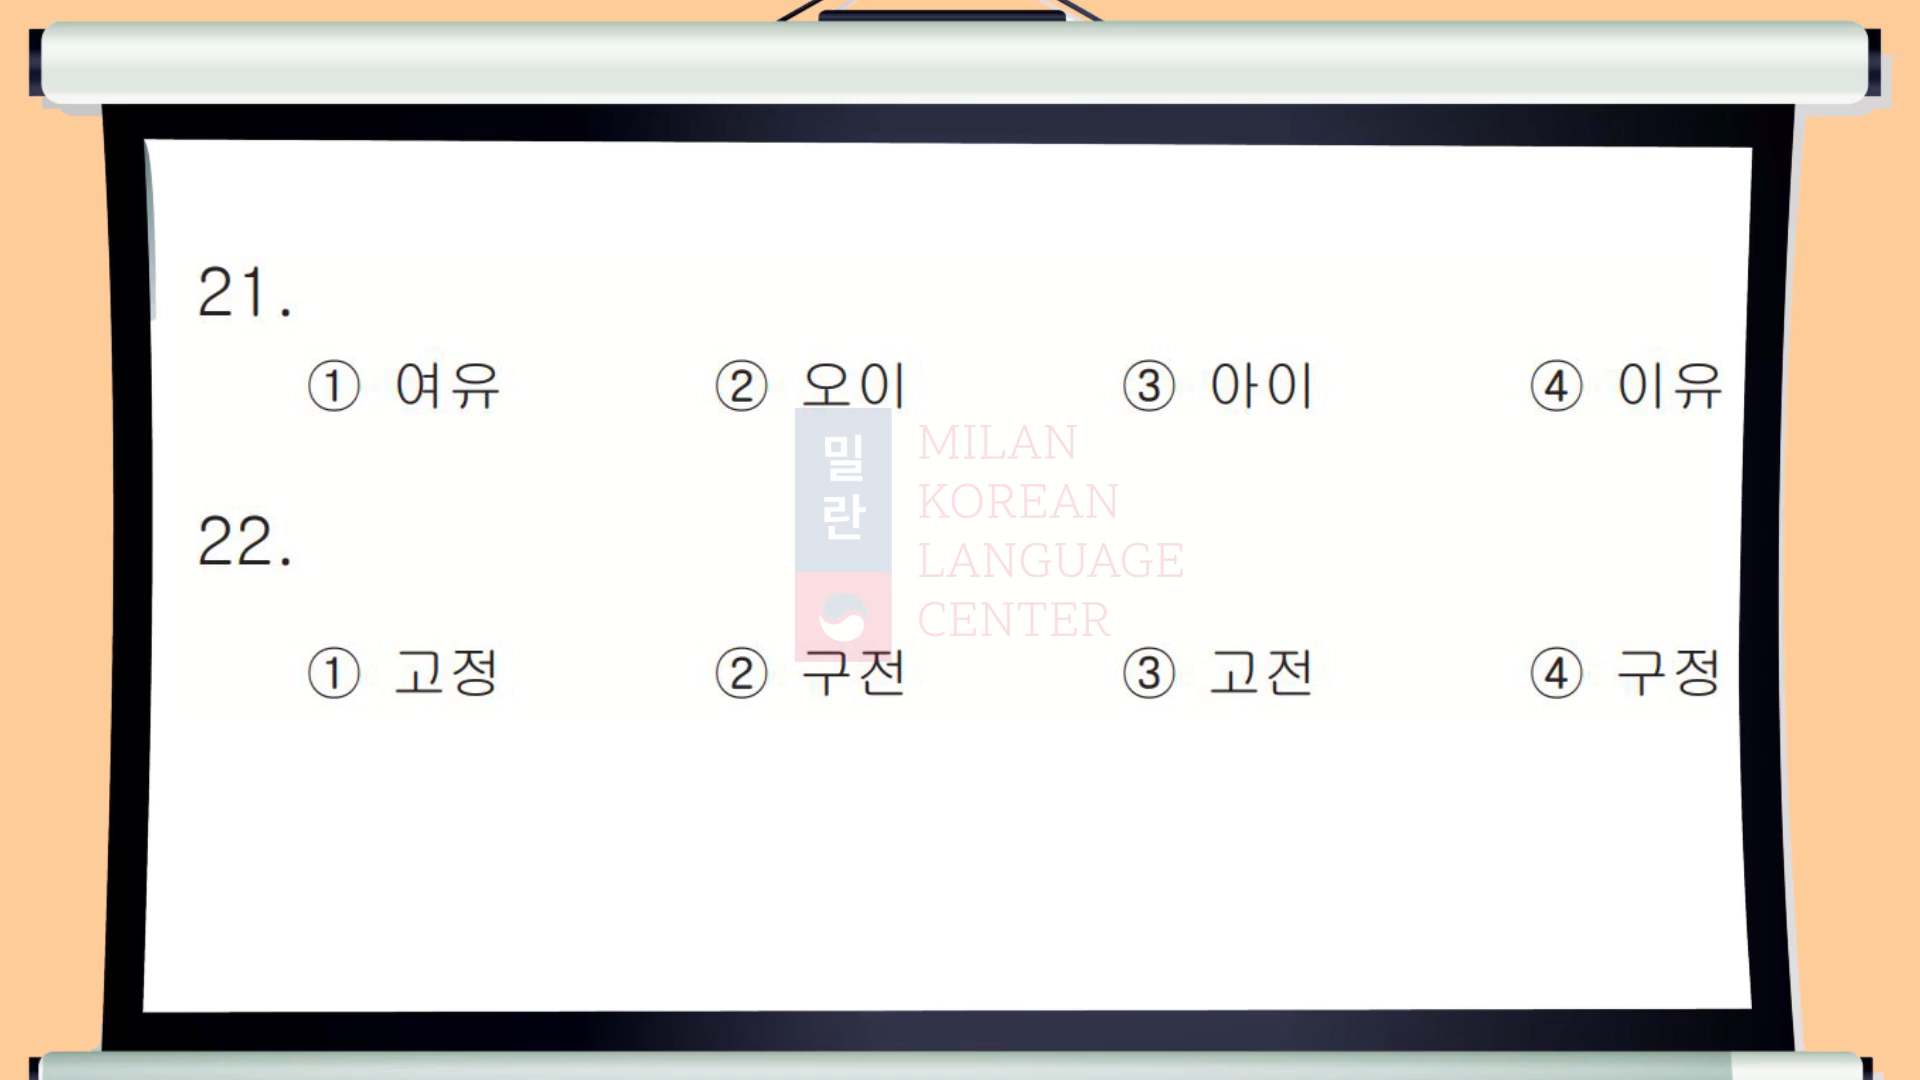 21.
① 여유 ② 오이 ③ 아이 ④ 이유
밀란
MILAN
KOREAN
LANGUAGE
CENTER
22.
① 고정 ② 구전 ③ 고전 ④ 구정